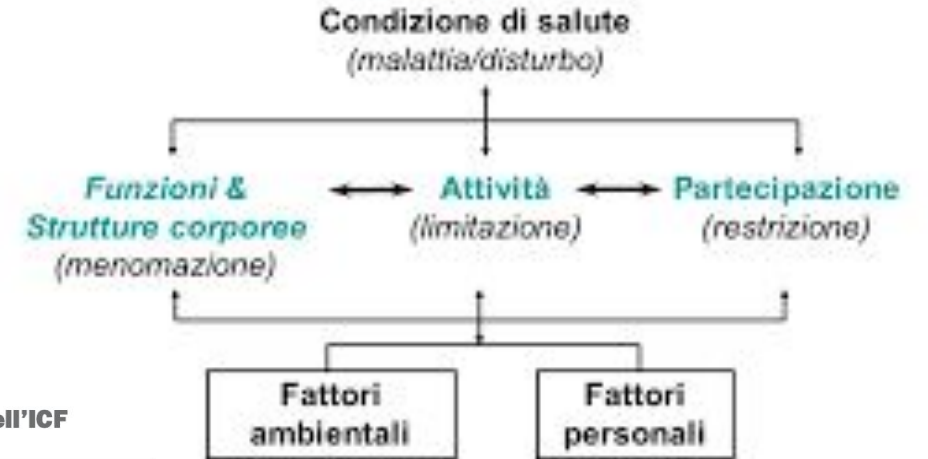 Condizione di salute
(malattia/disturbo)
Funzioni &
Strutture corporee
(menomazione)
Attività
(limitazione)
Partecipazione
(restrizione)
Fattori
ambientali
Fattori
personali
ell'ICF